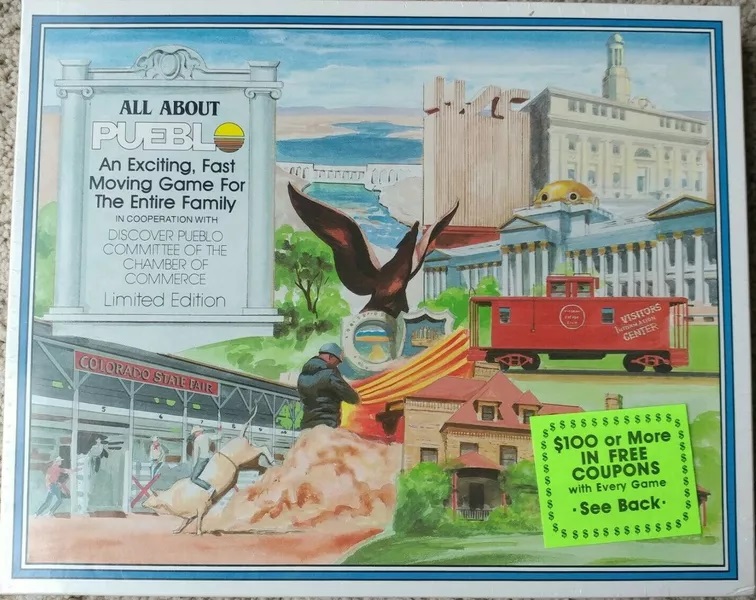 ALL ABOUT
PUEBLO
An Exciting, Fast
Moving Game For
The Entire Family
IN COOPERATION WITH
DISCOVER PUEBLO
COMMITTEE OF THE
CHAMBER OF
COMMERCE
Limited Edition
COLORADO STATE FAIR
VISITORS
INFORMATION
CENTER
$100 or More
IN FREE
COUPONS
with Every Game
·See Back·